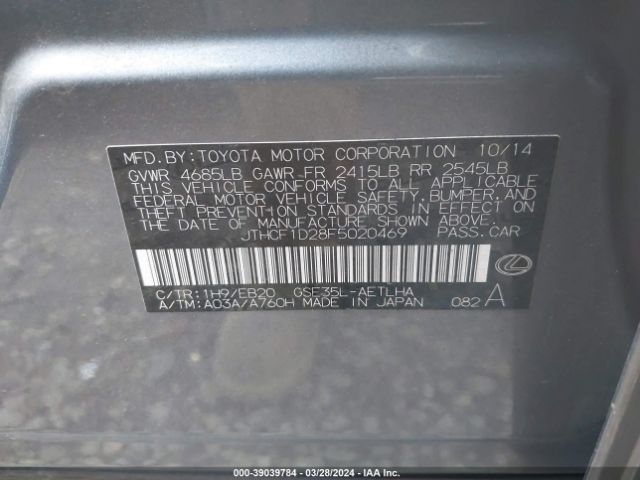 MFD. BY: TOYOTA MOTOR CORPORATION 10/14
GVWR 4685LB GAWR FR 2415LB RR 2545LB
THIS VEHICLE CONFORMS TO ALL APPLICABLE
FEDERAL MOTOR VEHICLE SAFETY, BUMPER, AND
THEFT PREVENTION STANDARDS IN EFFECT ON
THE DATE OF MANUFACTURE SHOWN ABOVE.
JTHCF1D28F5020469 PASS. CAR
C/TR: 1H9/EB20 GSE35L-AETLHA
A/TM: A03A/A760H MADE IN JAPAN 082 A
000-39039784 / 03/28/2024 - IAA Inc.